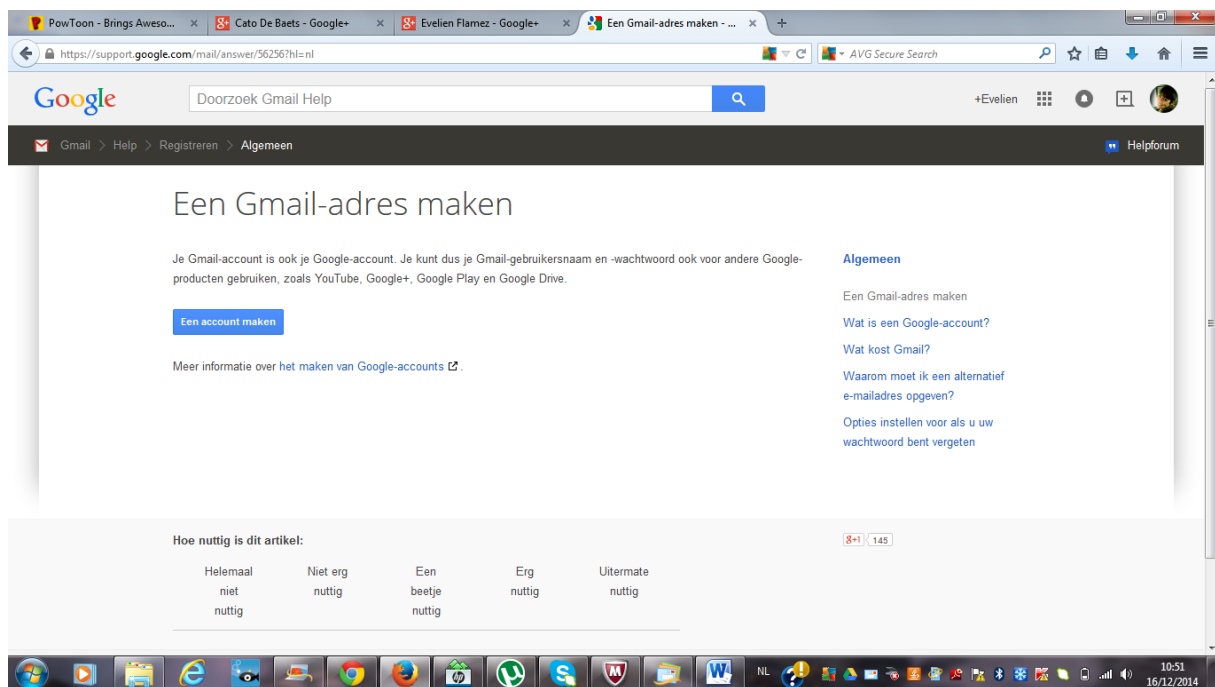 PowToon - Brings Aweso...
Cato De Baets - Google+
Evelien Flamez - Google+
Een Gmail-adres maken - ...
https://support.google.com/mail/answer/56256?hl=nl
AVG Secure Search
Google
Doorzoek Gmail Help
+Evelien
Gmail > Help > Registreren > Algemeen
Helpforum
Een Gmail-adres maken
Je Gmail-account is ook je Google-account. Je kunt dus je Gmail-gebruikersnaam en -wachtwoord ook voor andere Google-
producten gebruiken, zoals YouTube, Google+, Google Play en Google Drive.
Een account maken
Meer informatie over het maken van Google-accounts .
Algemeen
Een Gmail-adres maken
Wat is een Google-account?
Wat kost Gmail?
Waarom moet ik een alternatief
e-mailadres opgeven?
Opties instellen voor als u uw
wachtwoord bent vergeten
Hoe nuttig is dit artikel:
Helemaal
niet
nuttig
Niet erg
nuttig
Een
beetje
nuttig
Erg
nuttig
Uitermate
nuttig
g+1 145
NL
10:51
16/12/2014